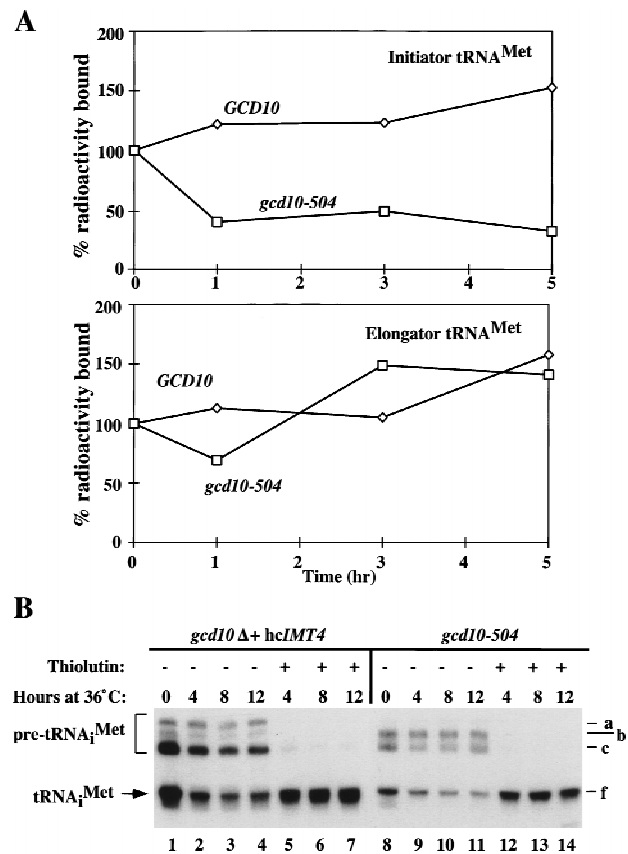 A
% radioactivity bound
200
150
100
50
0
Initiator tRNAMet
GCD10
gcd10-504
0 1 2 3 4 5
% radioactivity bound
200
150
100
50
0
Elongator tRNAMet
GCD10
gcd10-504
0 1 2 3 4 5
Time (hr)
B
gcd10 Δ+ hcIMT4 gcd10-504
Thiolutin: - - - - + + + - - - - + + +
Hours at 36°C: 0 4 8 12 4 8 12 0 4 8 12 4 8 12
pre-tRNAiMet
a
b
c
tRNAiMet
f
1 2 3 4 5 6 7 8 9 10 11 12 13 14